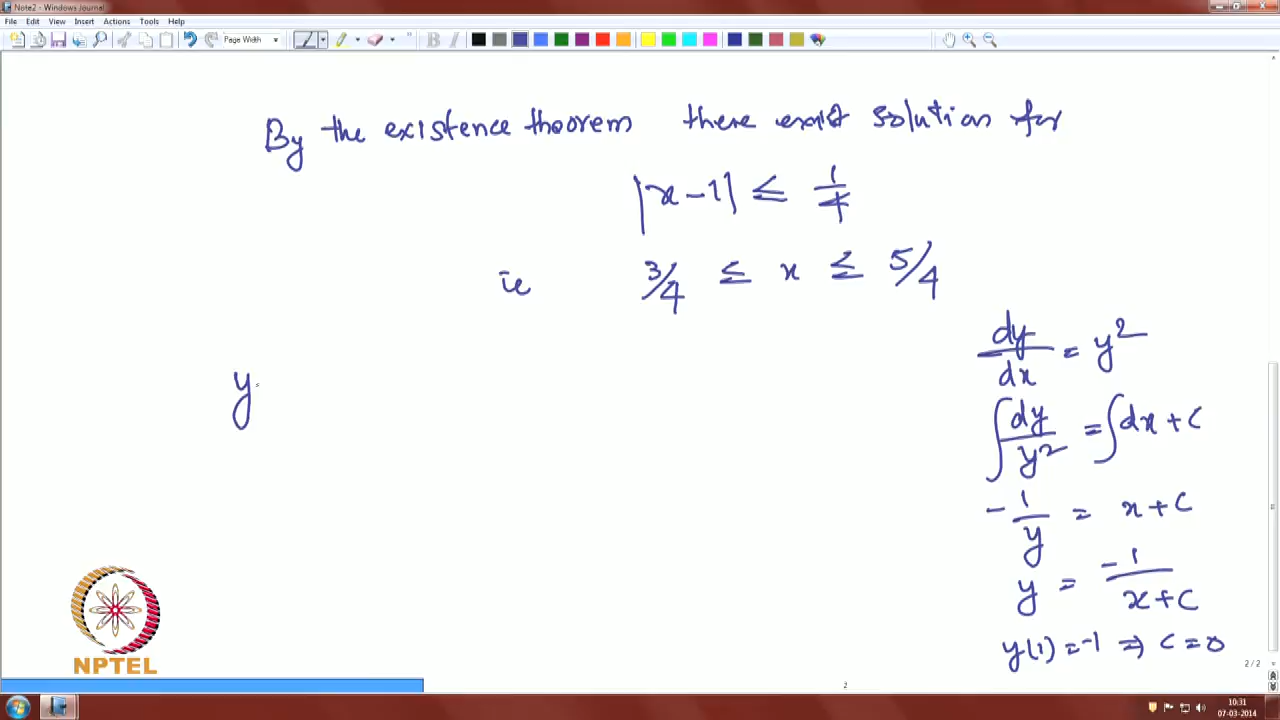 Note2 - Windows Journal
File Edit View Insert Actions Tools Help
Page Width
B I
By the existence theorem there exist solution for
|x-1| ≤ 1/4
ie 3/4 ≤ x ≤ 5/4
y
dy/dx = y²
∫ dy/y² = ∫ dx + C
- 1/y = x + C
y = -1/(x+C)
y(1) = -1 ⇒ C = 0
NPTEL
2/2
2
10:31
07-03-2014